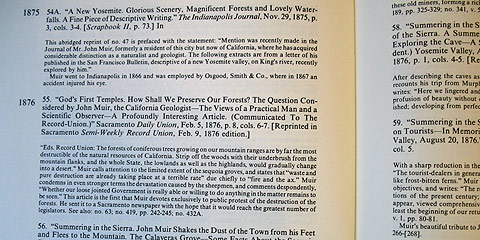 1875 54A. "A New Yosemite. Glorious Scenery, Magnificent Forests and Lovely Water-
falls. A Fine Piece of Descriptive Writing." The Indianapolis Journal, Nov. 29, 1875, p.
3, cols. 3-4. [Scrapbook II, p. 73.] In
This abridged reprint of no. 47 is prefaced with the statement: "Mention was recently made in the
Journal of Mr. John Muir, formerly a resident of this city but now of California, where he has acquired
considerable distinction as a naturalist and geologist. The following extracts are from a letter of his
published in the San Francisco Bulletin, descriptive of a new Yosemite valley, on King's river, recently
explored by him."
Muir went to Indianapolis in 1866 and was employed by Osgood, Smith & Co., where in 1867 an
accident injured his eye.
1876 55. "God's First Temples. How Shall We Preserve Our Forests? The Question Con-
sidered by John Muir, the California Geologist—The Views of a Practical Man and a
Scientific Observer—A Profoundly Interesting Article. (Communicated To The
Record-Union.)" Sacramento Daily Union, Feb. 5, 1876, p. 8, cols. 6-7. [Reprinted in
Sacramento Semi-Weekly Record Union, Feb. 9, 1876 edition.]
"Eds. Record Union: The forests of coniferous trees growing on our mountain ranges are by far the most
destructible of the natural resources of California. Strip off the woods with their underbrush from the
mountain flanks, and the whole State, the lowlands as well as the highlands, would gradually change
into a desert." Muir calls attention to the limited extent of the sequoia groves, and states that "waste and
pure destruction are already taking place at a terrible rate" due chiefly to "fire and the ax." Muir
condemns in even stronger terms the devastation caused by the sheepmen, and comments despondently,
"Whether our loose jointed Government is really able or willing to do anything in the matter remains to
be seen." This article is the first that Muir devotes exclusively to public protest of the destruction of the
forests. He sent it to a Sacramento newspaper with the hope that it would reach the greatest number of
legislators. See also: no. 63; no. 419, pp. 242-245; no. 432A.
56. "Summering in the Sierra. John Muir Shakes the Dust of the Town from his Feet
and Flees to the Mountains. The Calaveras Grove—Some Facts About the
these old miners, forming a
189, pp. 325-329; no. 341, v.
58. "Summering in the
of the Sierra. A Summe
Exploring the Cave—A
dent.) Yosemite Valley, A
1876, p. 1, cols. 4-5. [Re
After describing the caves as
recounts his trip from Murph
writes: "Here we lingered and
profusion of beauty without
ished; developing from perfec
59. "Summering in the
on Tourists—In Memori
Valley, August 20, 1876.
col. 5.
With a sharp reduction in the
"The tourist-dealers in genera
like frost-bitten ferns." Muir
objectives, and writes: "The
tions of the present century;
appear, viewed comprehensiv
least the beginning of our retu
v. 1, pp. 80-81.
Muir's beautiful tribute to J
266-[268].